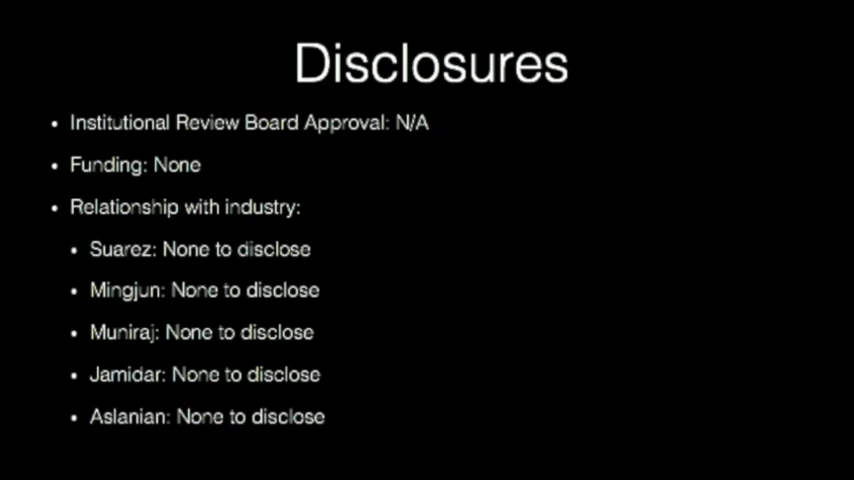 Disclosures
• Institutional Review Board Approval: N/A
• Funding: None
• Relationship with industry:
• Suarez: None to disclose
• Mingjun: None to disclose
• Muniraj: None to disclose
• Jamidar: None to disclose
• Aslanian: None to disclose